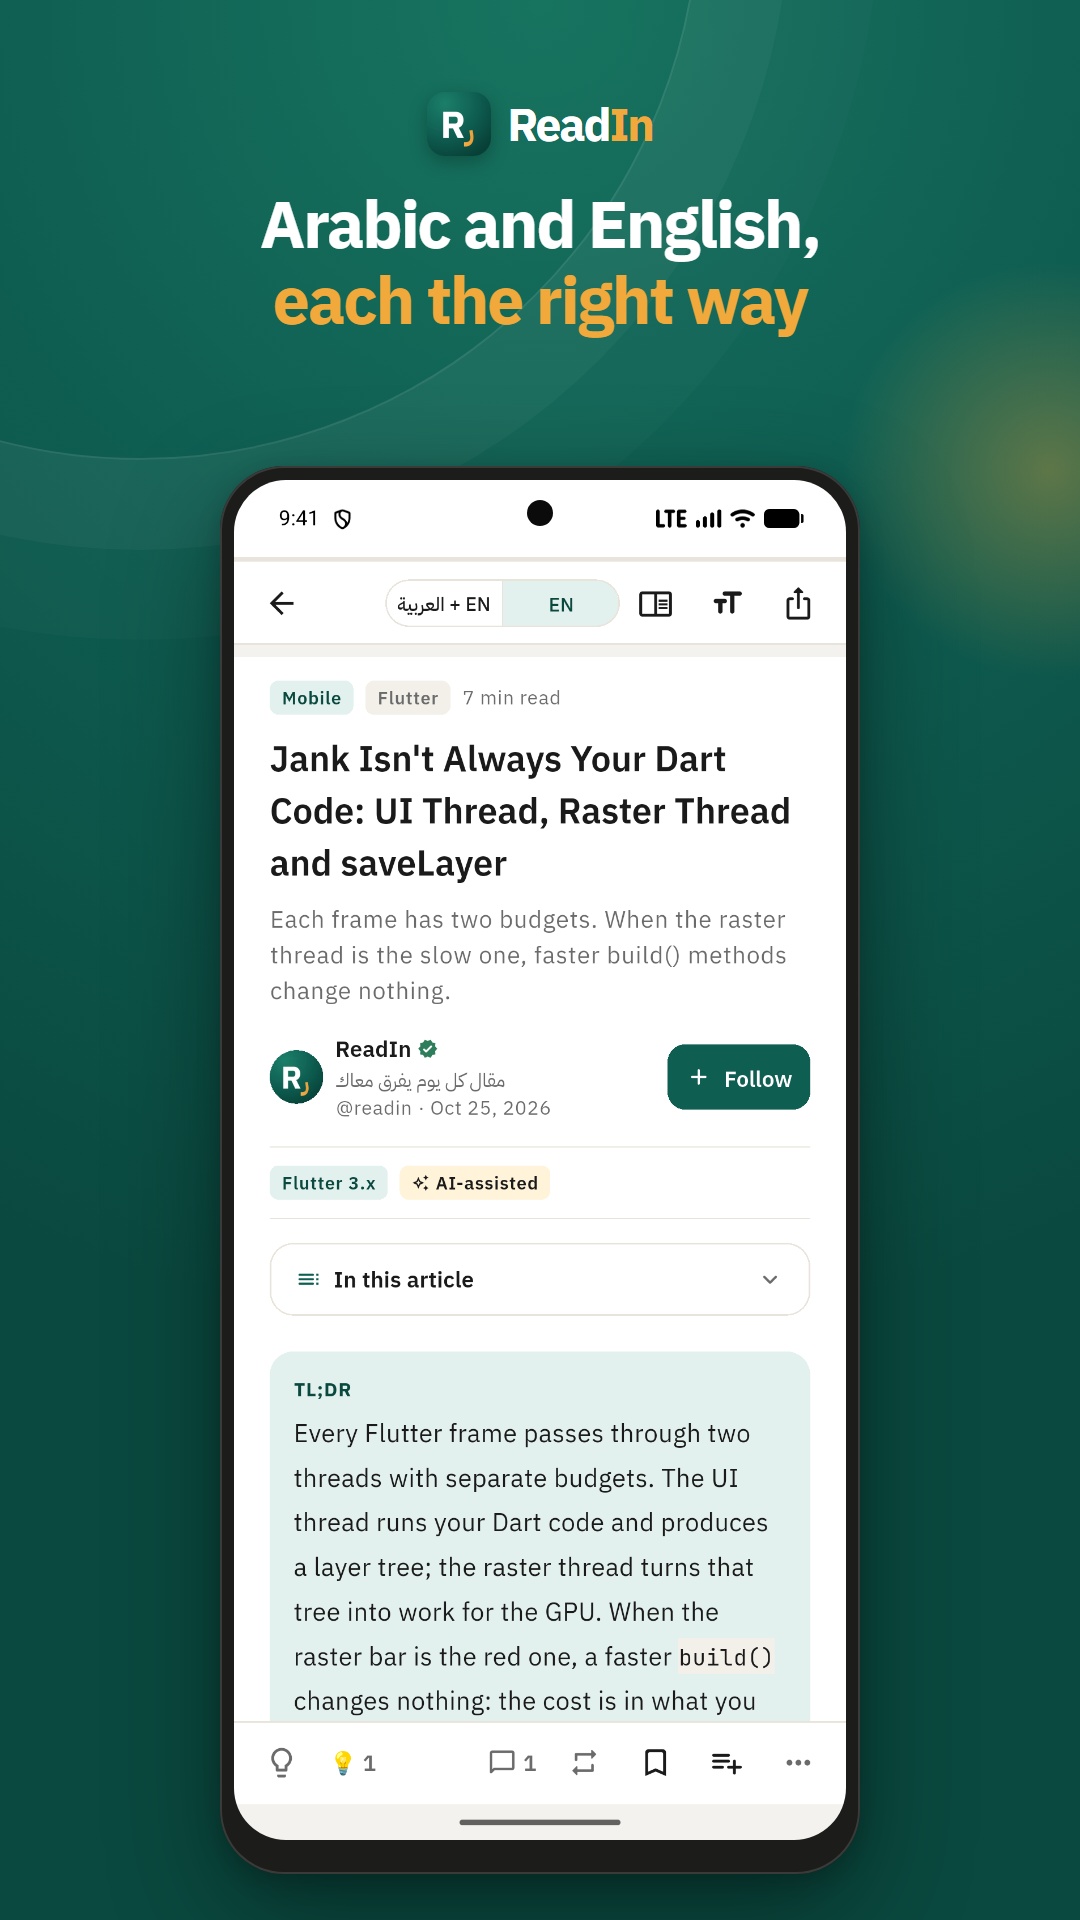 R ReadIn
Arabic and English,
each the right way
9:41 LTE
العربية + EN EN
Mobile Flutter 7 min read
Jank Isn't Always Your Dart
Code: UI Thread, Raster Thread
and saveLayer
Each frame has two budgets. When the raster
thread is the slow one, faster build() methods
change nothing.
ReadIn
مقال كل يوم يفرق معاك
@readin · Oct 25, 2026
+ Follow
Flutter 3.x AI-assisted
In this article
TL;DR
Every Flutter frame passes through two
threads with separate budgets. The UI
thread runs your Dart code and produces
a layer tree; the raster thread turns that
tree into work for the GPU. When the
raster bar is the red one, a faster build()
changes nothing: the cost is in what you
1 1